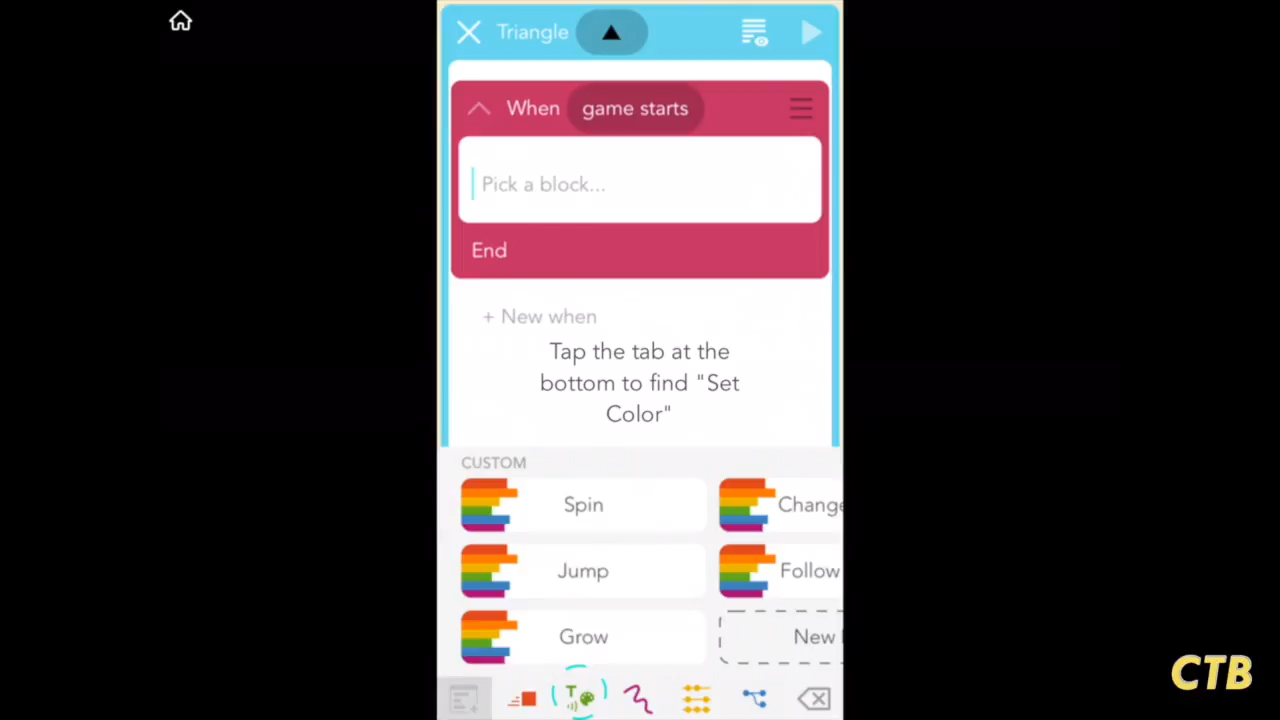 Triangle
When game starts
Pick a block...
End
+ New when
Tap the tab at the
bottom to find "Set
Color"
CUSTOM
Spin
Change
Jump
Follow
Grow
New
T
CTB